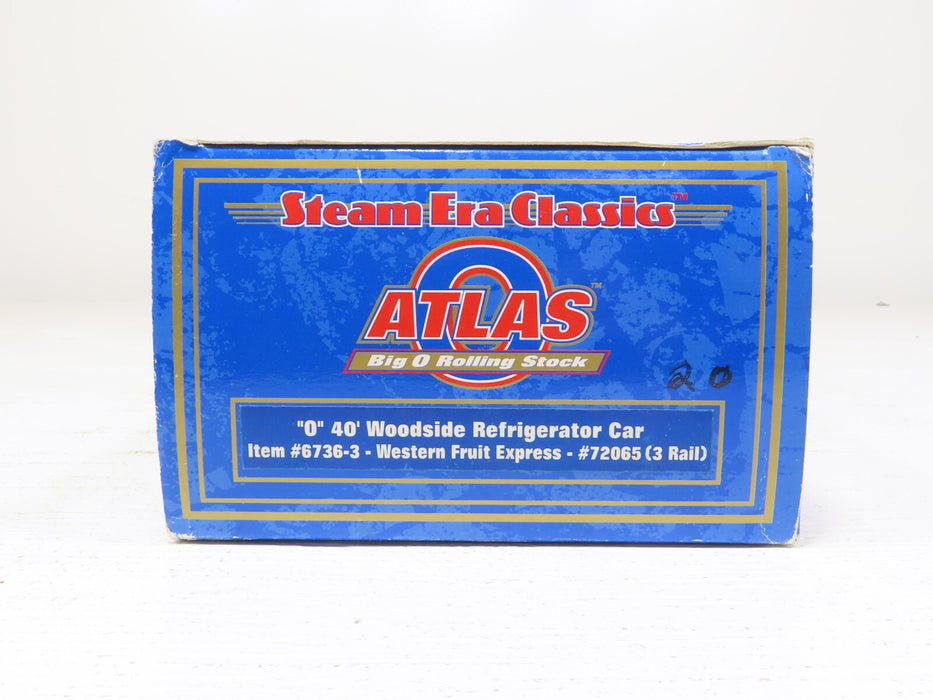 Steam Era Classics™
ATLAS™
O
Big O Rolling Stock
20
"O" 40' Woodside Refrigerator Car
Item #6736-3 - Western Fruit Express - #72065 (3 Rail)